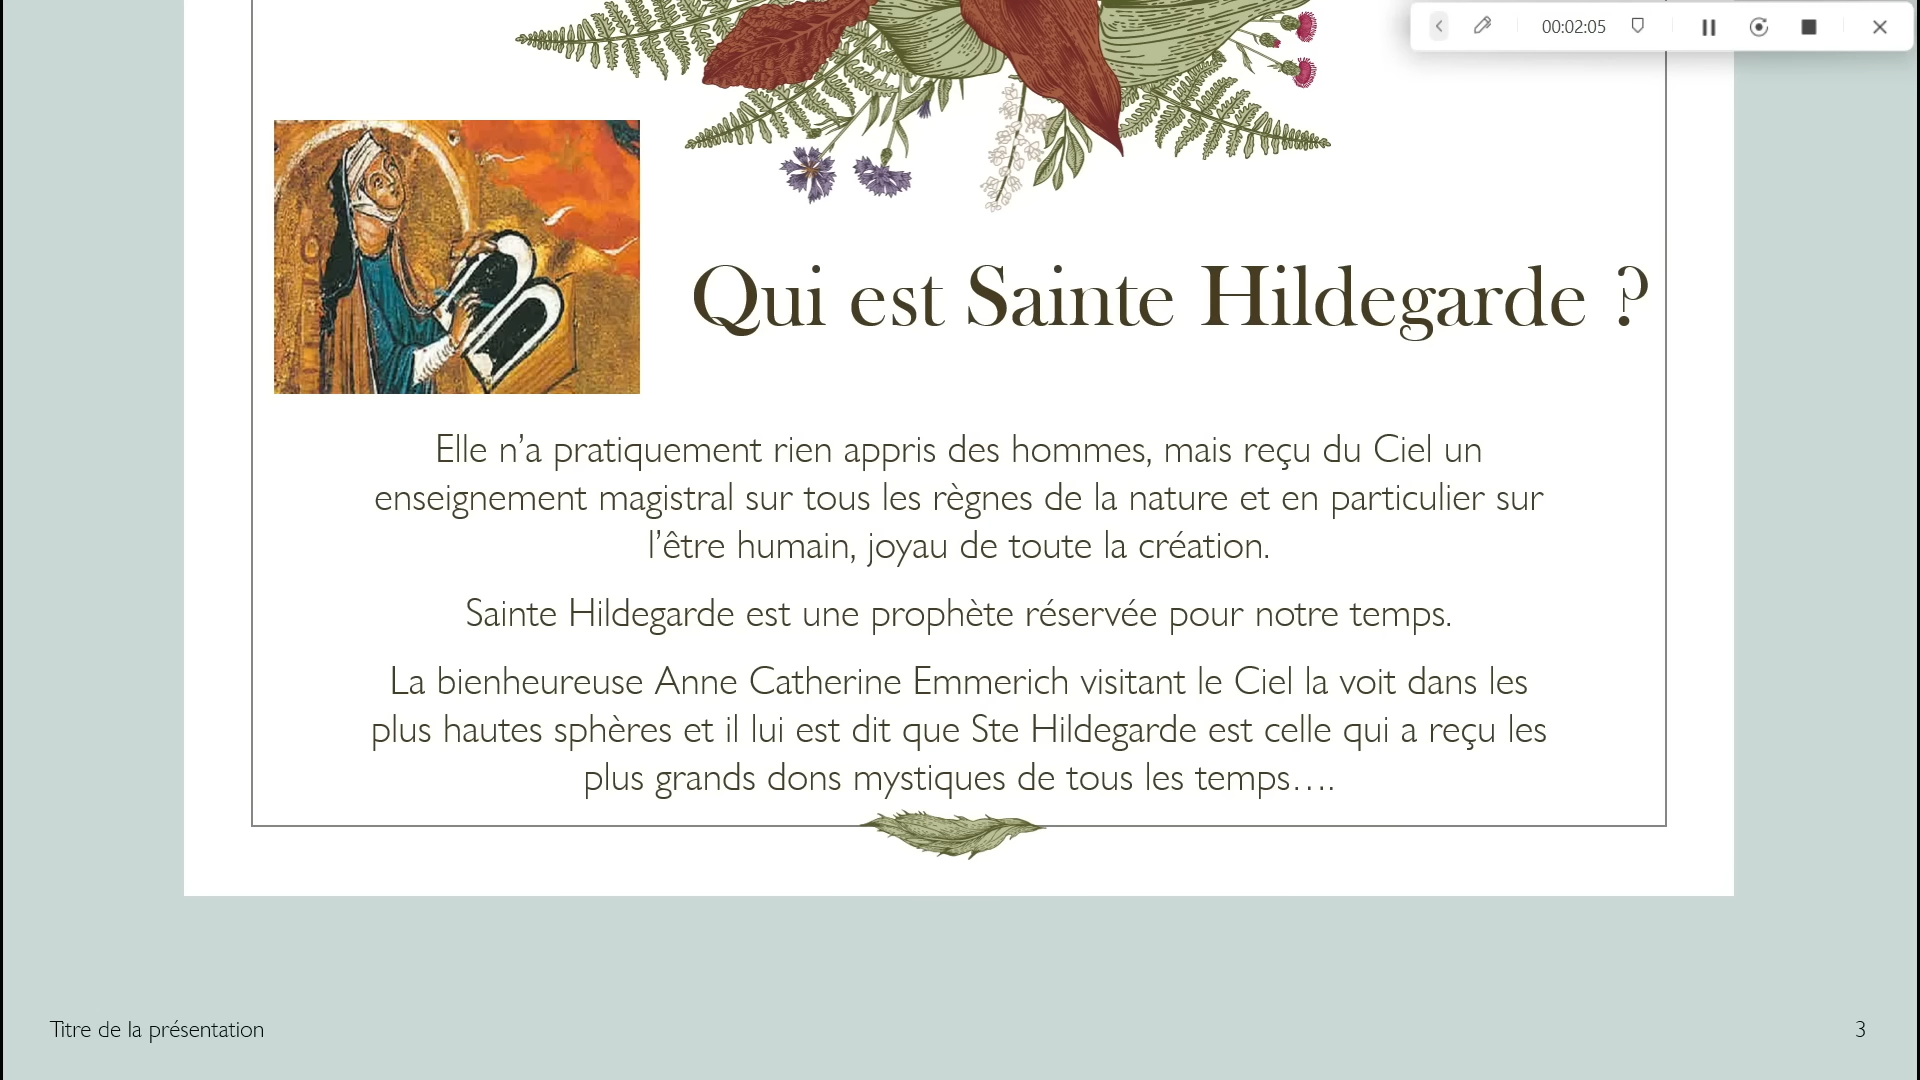 00:02:05
Qui est Sainte Hildegarde ?
Elle n’a pratiquement rien appris des hommes, mais reçu du Ciel un
enseignement magistral sur tous les règnes de la nature et en particulier sur
l’être humain, joyau de toute la création.
Sainte Hildegarde est une prophète réservée pour notre temps.
La bienheureuse Anne Catherine Emmerich visitant le Ciel la voit dans les
plus hautes sphères et il lui est dit que Ste Hildegarde est celle qui a reçu les
plus grands dons mystiques de tous les temps….
Titre de la présentation
3